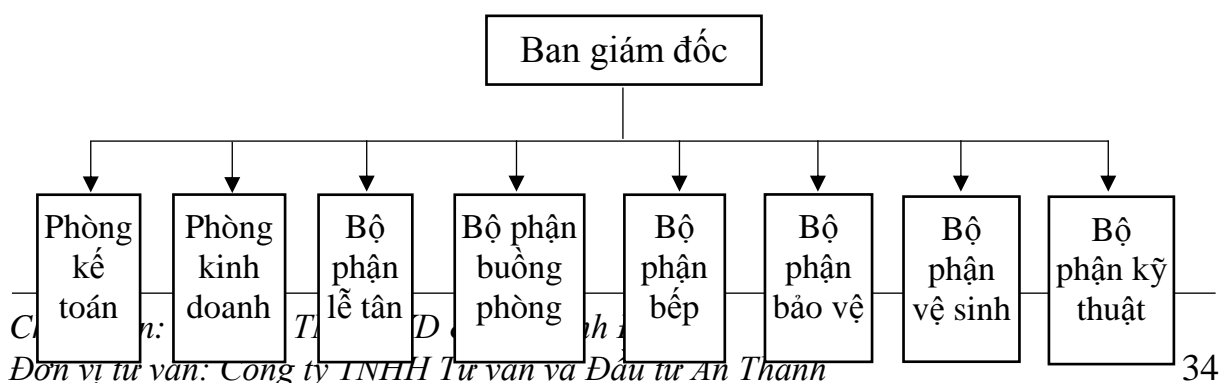 Ban giám đốc
Phòng
kế
toán
Phòng
kinh
doanh
Bộ
phận
lễ tân
Bộ phận
buồng
phòng
Bộ
phận
bếp
Bộ
phận
bảo vệ
Bộ
phận
vệ sinh
Bộ
phận kỹ
thuật
Đơn vị tư vấn: Công ty TNHH Tư vấn và Đầu tư An Thành
34